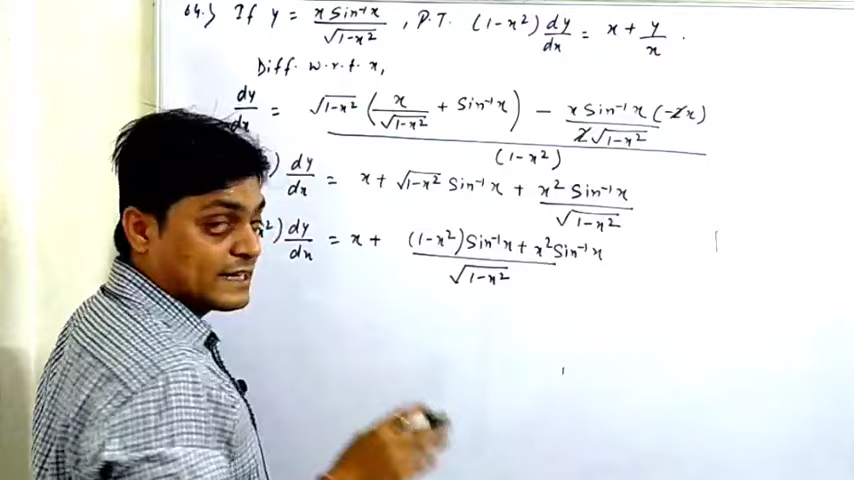 64.) If y = x Sin⁻¹x / √1-x² , P.T. (1-x²) dy/dx = x + y/x .
Diff. w.r.t. x,
dy/dx = √1-x² ( x/√1-x² + Sin⁻¹x ) - x Sin⁻¹x (-2x) / 2√1-x² / (1-x²)
) dy/dx = x + √1-x² Sin⁻¹x + x² Sin⁻¹x / √1-x²
x²) dy/dx = x + (1-x²)Sin⁻¹x + x²Sin⁻¹x / √1-x²